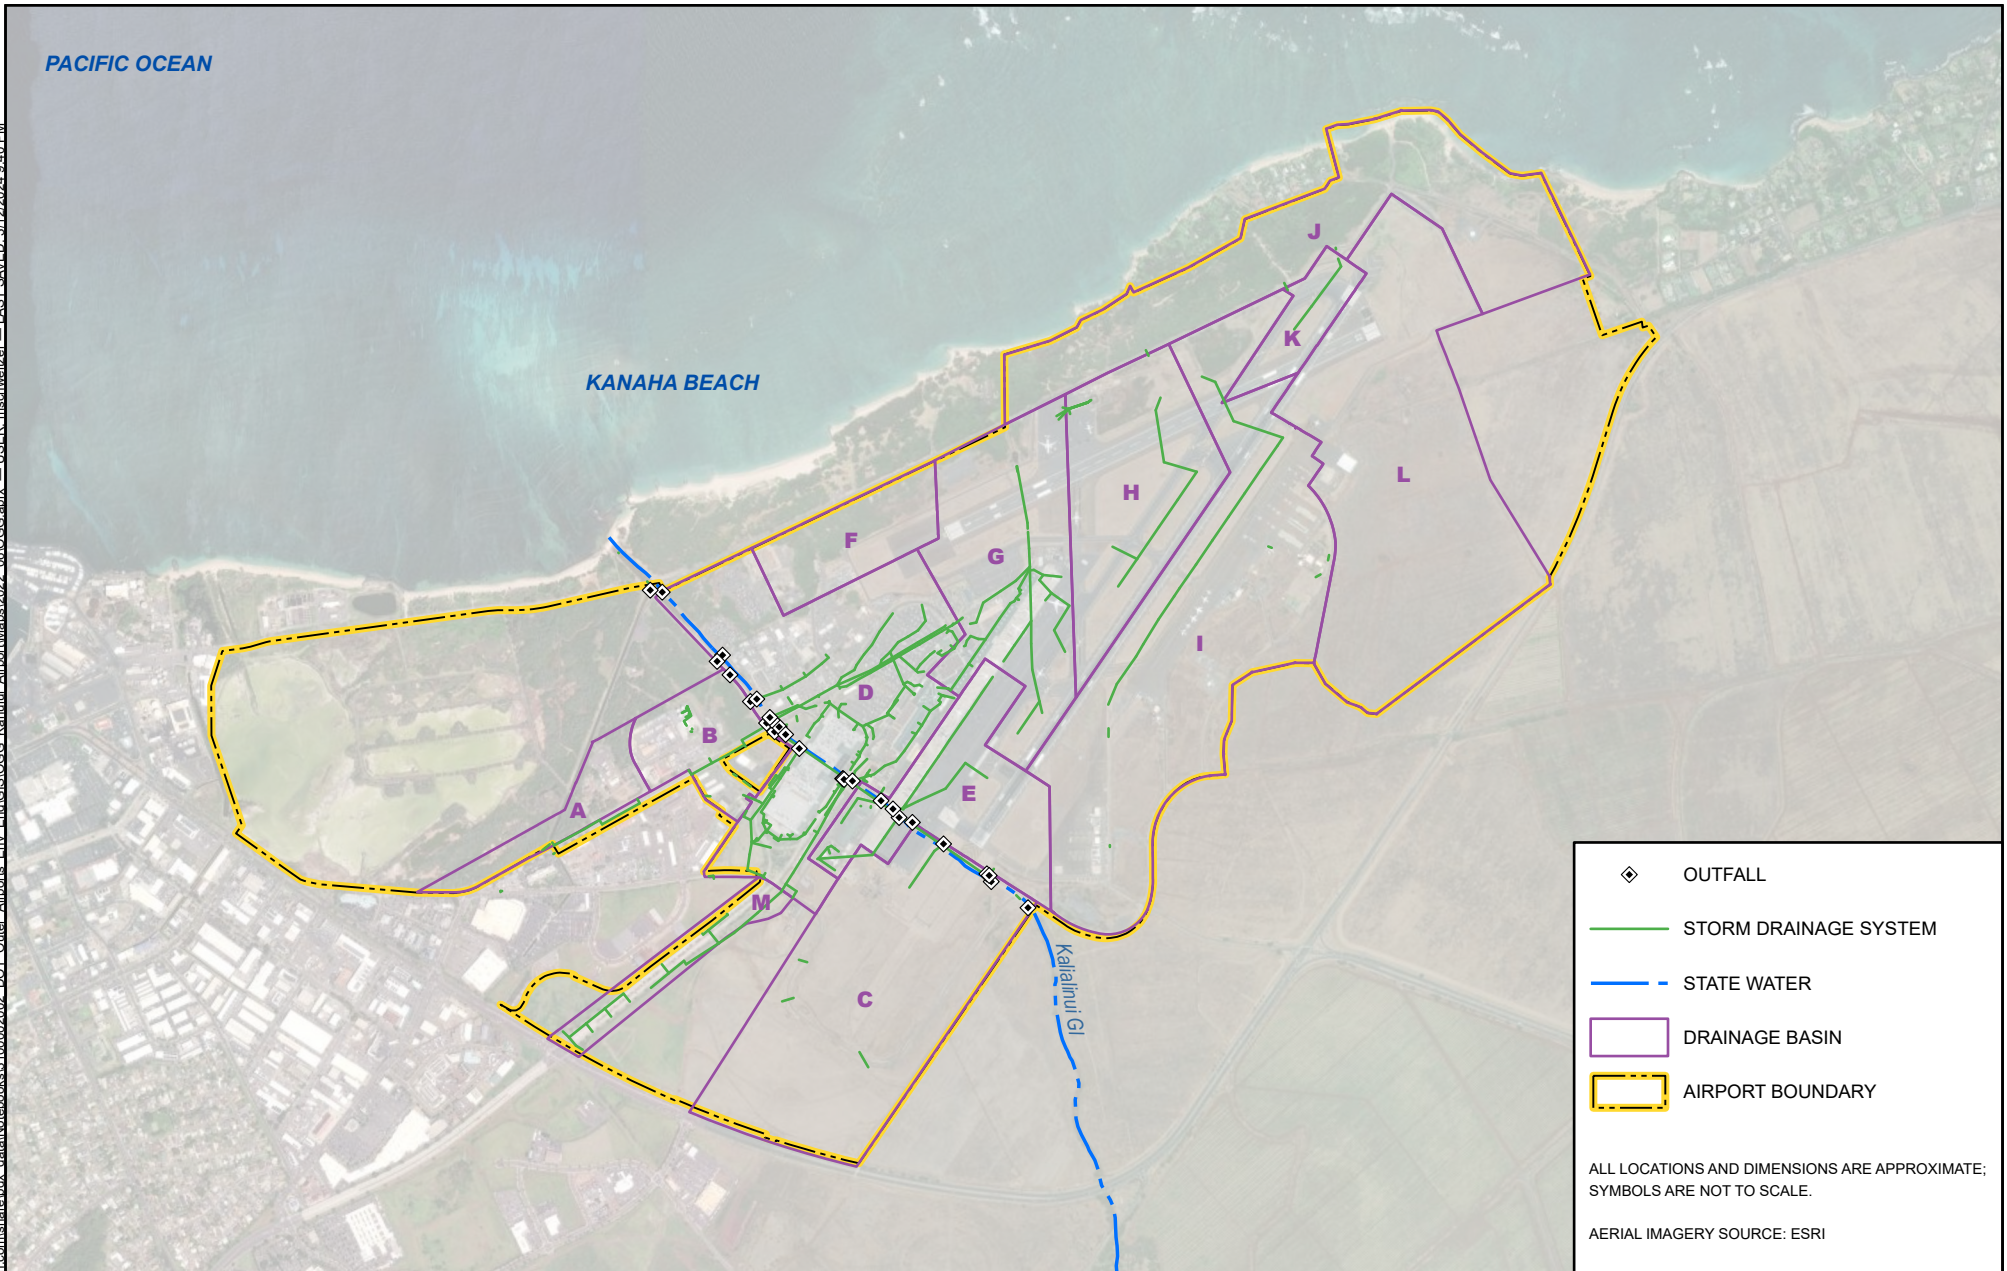 PACIFIC OCEAN
KANAHA BEACH
J
K
L
H
F
G
I
D
B
E
A
M
C
Kalialinui Gl
OUTFALL
STORM DRAINAGE SYSTEM
STATE WATER
DRAINAGE BASIN
AIRPORT BOUNDARY
ALL LOCATIONS AND DIMENSIONS ARE APPROXIMATE;
SYMBOLS ARE NOT TO SCALE.
AERIAL IMAGERY SOURCE: ESRI